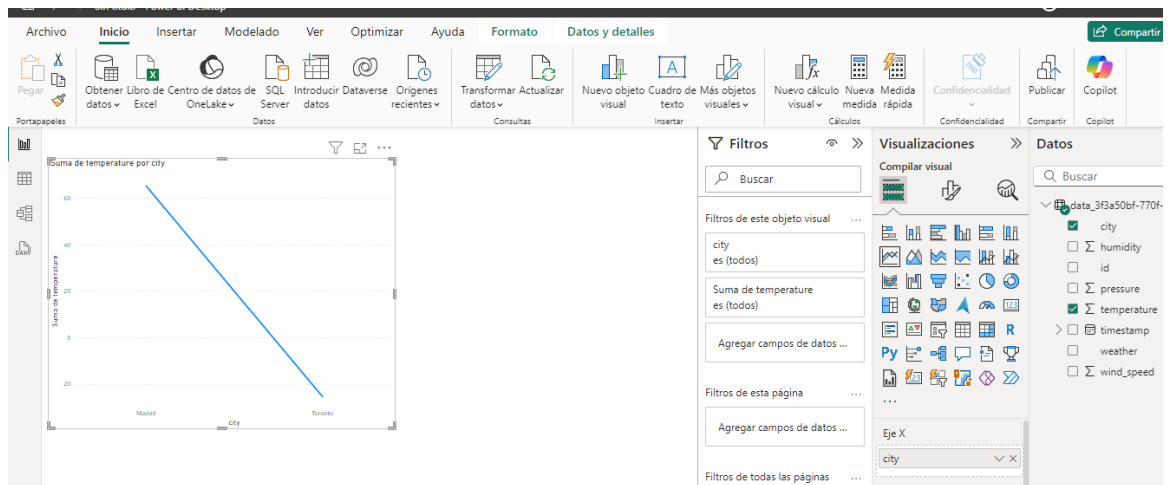 Archivo Inicio Insertar Modelado Ver Optimizar Ayuda Formato Datos y detalles Compartir
Pegar
Obtener datos
Libro de Excel
Centro de datos de OneLake
SQL Server
Introducir datos
Dataverse
Orígenes recientes
Transformar datos
Actualizar
Nuevo objeto visual
Cuadro de texto
Más objetos visuales
Nuevo cálculo visual
Nueva medida
Medida rápida
Confidencialidad
Publicar
Copilot
Portapapeles Datos Consultas Insertar Cálculos Confidencialidad Compartir Copilot
Suma de temperature por city
60
40
20
0
20
Suma de temperature
Madrid Toronto
city
DAX
Filtros
Buscar
Filtros de este objeto visual
city
es (todos)
Suma de temperature
es (todos)
Agregar campos de datos ...
Filtros de esta página
Agregar campos de datos ...
Filtros de todas las páginas
Visualizaciones
Compilar visual
123
R
Py
123
Eje X
city
Datos
Buscar
data_3f3a50bf-770f-
city
humidity
id
pressure
temperature
timestamp
weather
wind_speed